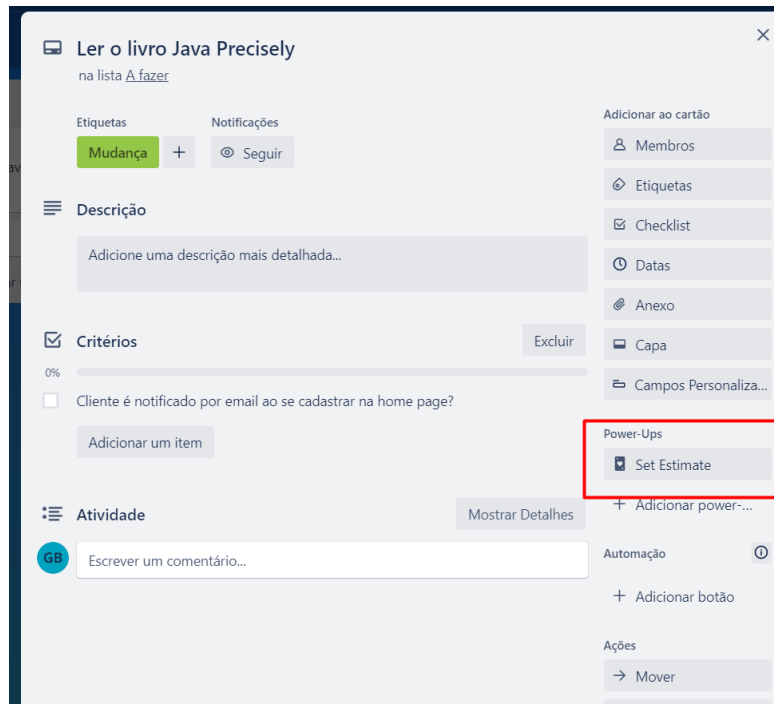 Ler o livro Java Precisely
na lista A fazer
Etiquetas
Notificações
Mudança
Seguir
Descrição
Adicione uma descrição mais detalhada...
Critérios
Excluir
0%
Cliente é notificado por email ao se cadastrar na home page?
Adicionar um item
Atividade
Mostrar Detalhes
GB
Escrever um comentário...
Adicionar ao cartão
Membros
Etiquetas
Checklist
Datas
Anexo
Capa
Campos Personaliza...
Power-Ups
Set Estimate
+ Adicionar power-...
Automação
+ Adicionar botão
Ações
Mover